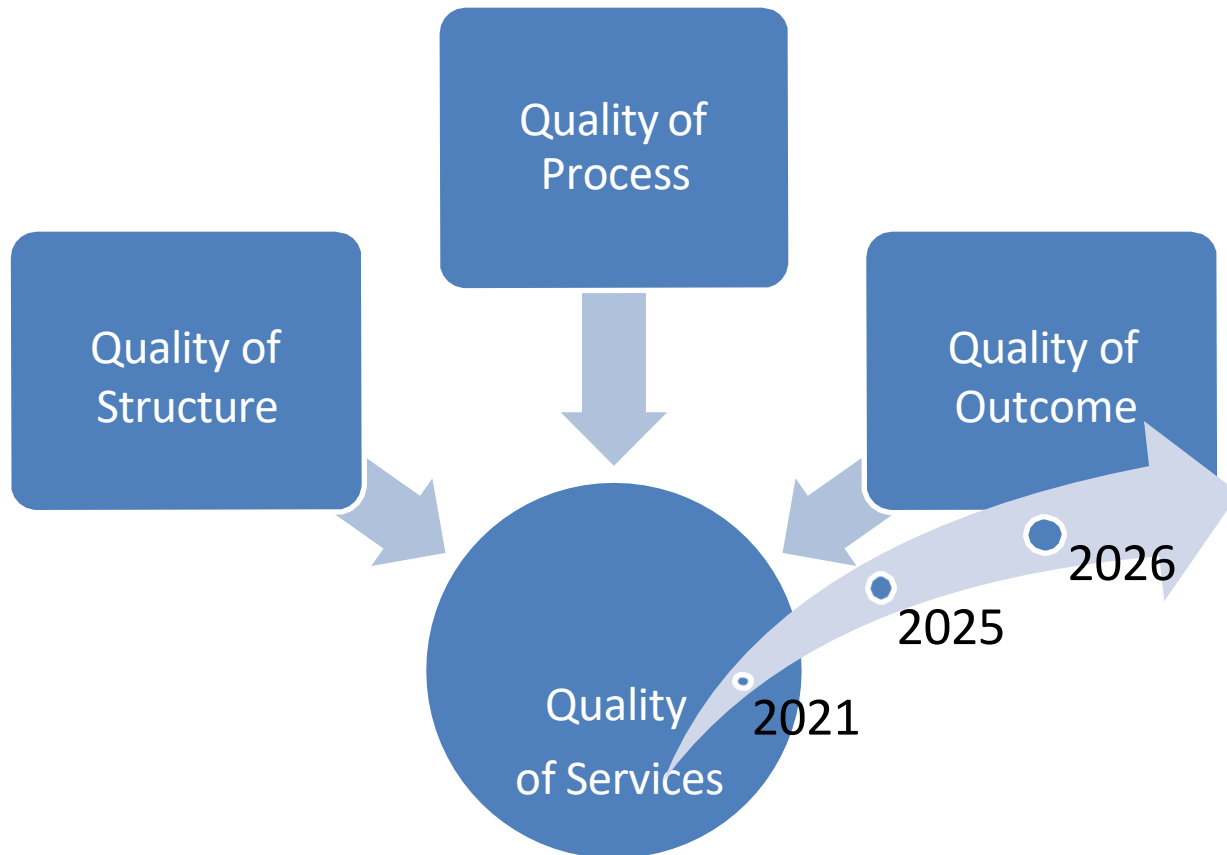 Quality of
Process
Quality of
Structure
Quality of
Outcome
2026
2025
2021
Quality
of Services